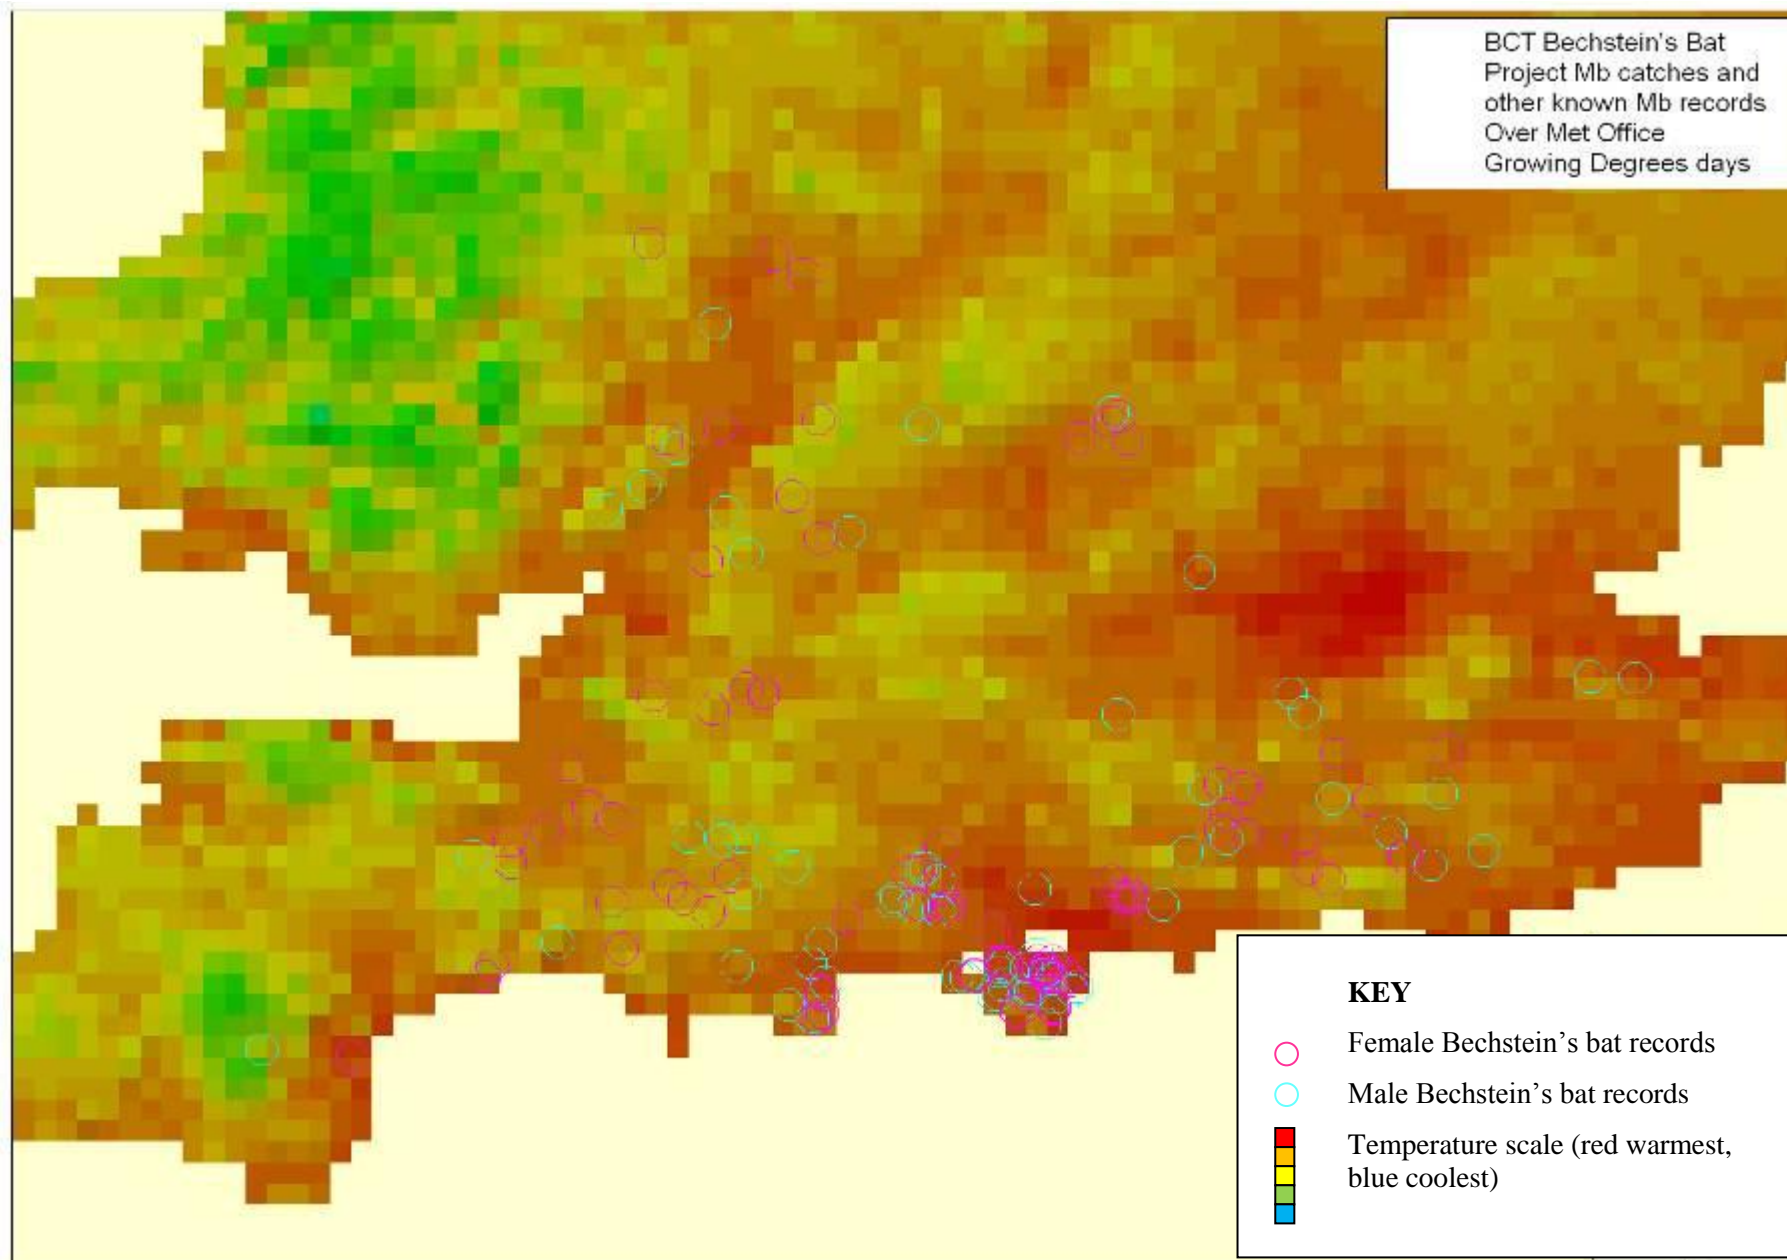 BCT Bechstein's Bat
Project Mb catches and
other known Mb records
Over Met Office
Growing Degrees days
KEY
Female Bechstein’s bat records
Male Bechstein’s bat records
Temperature scale (red warmest,
blue coolest)